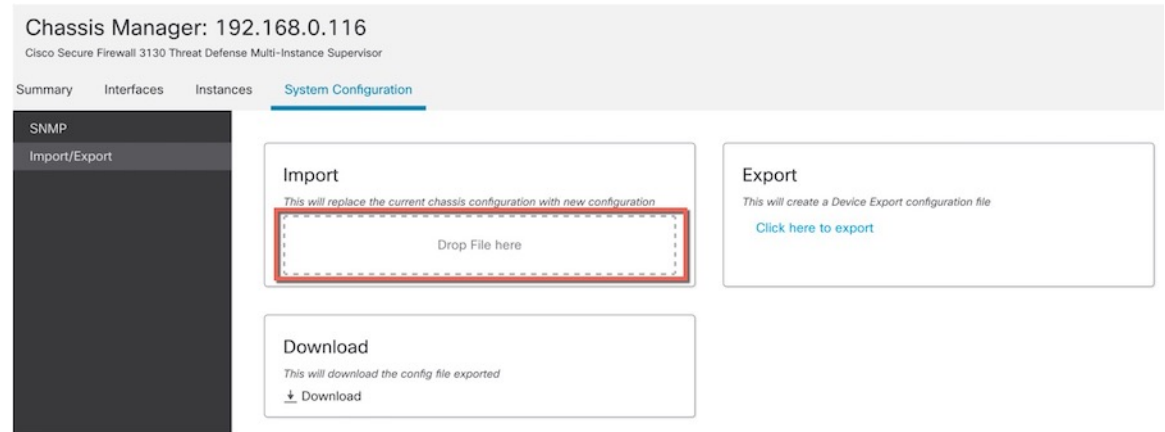 Chassis Manager: 192.168.0.116
Cisco Secure Firewall 3130 Threat Defense Multi-Instance Supervisor
Summary Interfaces Instances System Configuration
SNMP
Import/Export
Import
This will replace the current chassis configuration with new configuration
Drop File here
Export
This will create a Device Export configuration file
Click here to export
Download
This will download the config file exported
Download